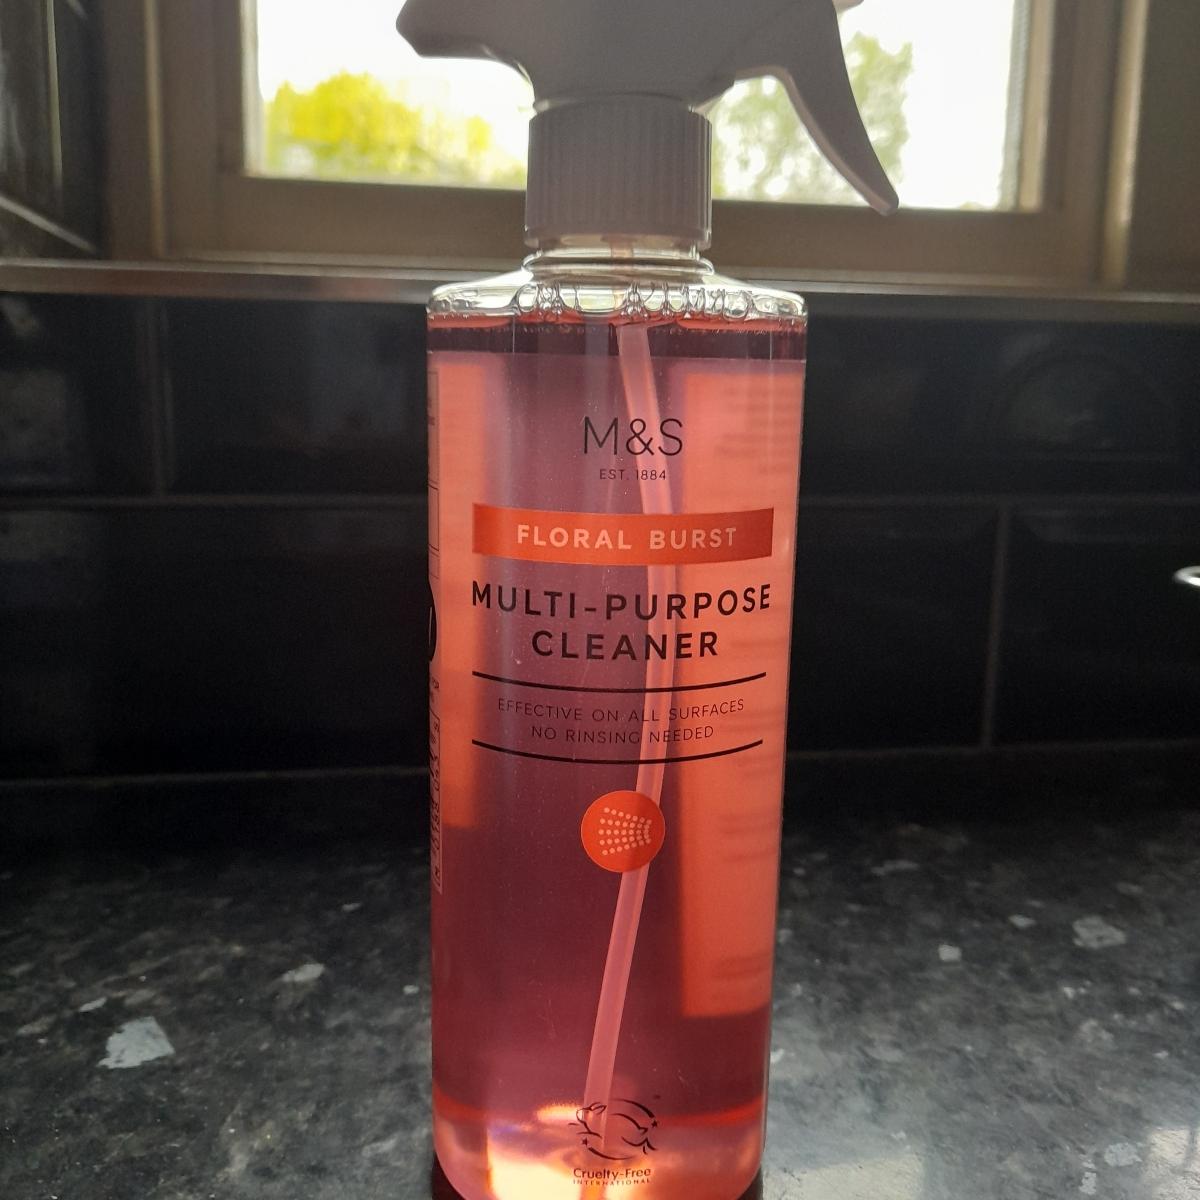 M&S
EST. 1884
FLORAL BURST
MULTI-PURPOSE
CLEANER
EFFECTIVE ON ALL SURFACES
NO RINSING NEEDED
Cruelty-Free
INTERNATIONAL